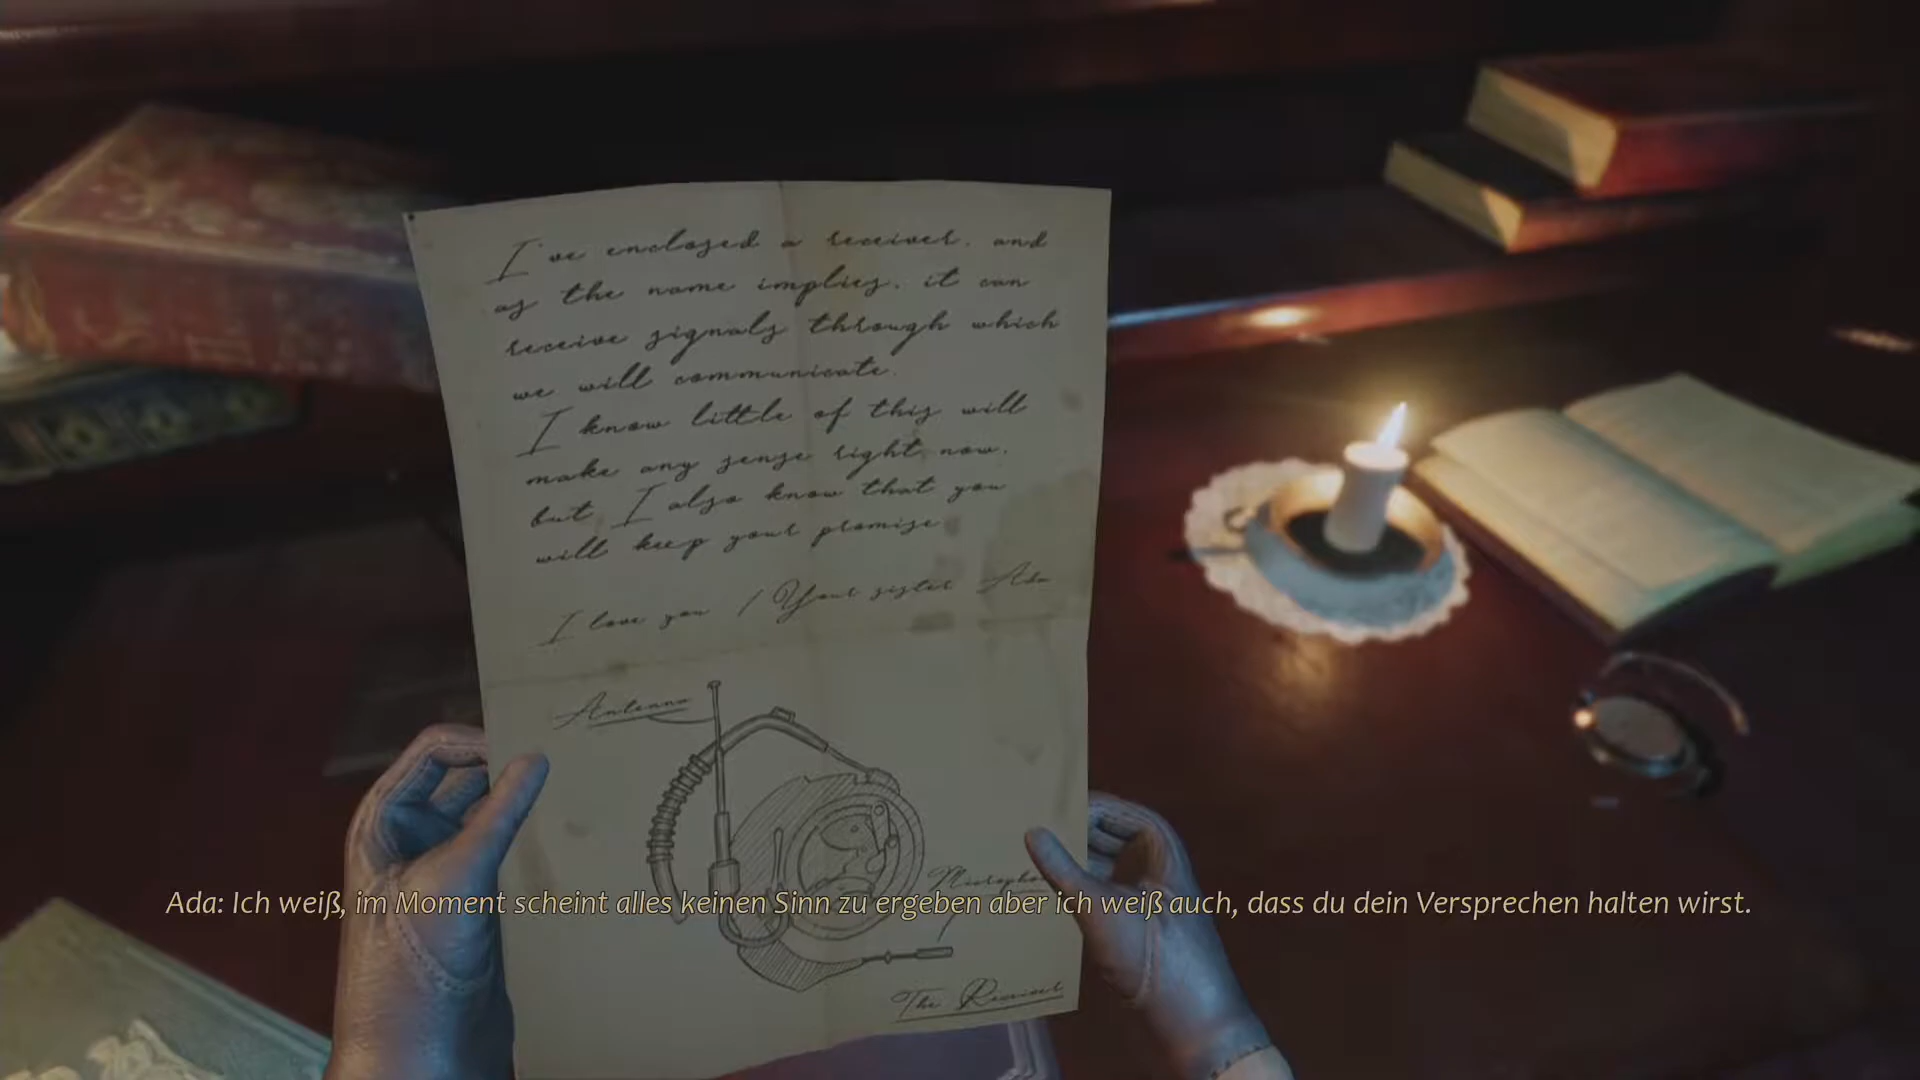 I've enclosed a receiver, and
as the name implies, it can
receive signals through which
we will communicate.
I know little of this will
make any sense right now,
but I also know that you
will keep your promise
I love you / Your sister Ada
Antenna
Microphone
Ada: Ich weiß, im Moment scheint alles keinen Sinn zu ergeben aber ich weiß auch, dass du dein Versprechen halten wirst.
The Receiver